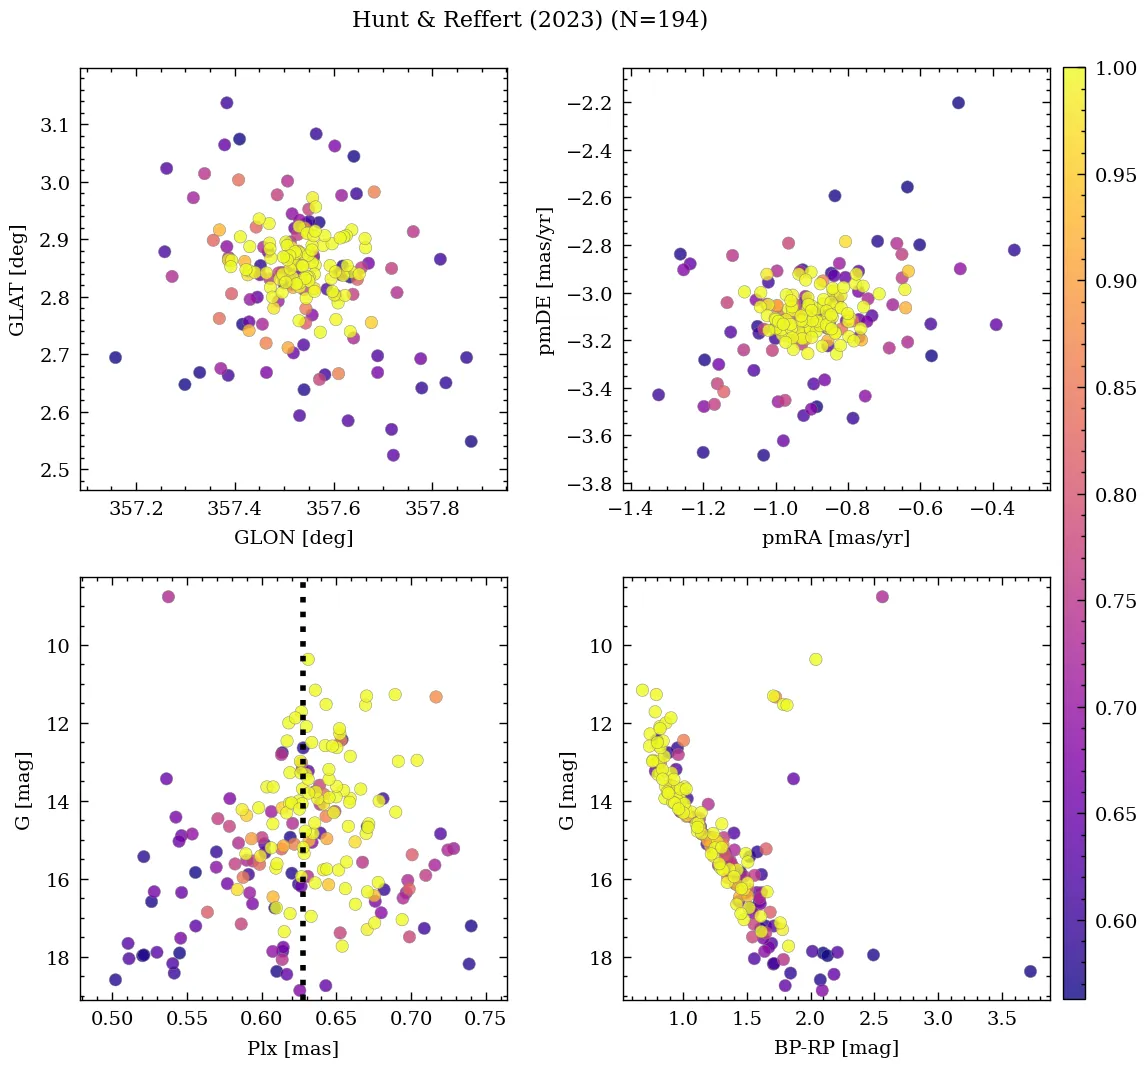 Hunt & Reffert (2023) (N=194)
3.1
3.0
2.9
2.8
2.7
2.6
2.5
GLAT [deg]
357.2 357.4 357.6 357.8
GLON [deg]
−2.2
−2.4
−2.6
−2.8
−3.0
−3.2
−3.4
−3.6
−3.8
pmDE [mas/yr]
−1.4 −1.2 −1.0 −0.8 −0.6 −0.4
pmRA [mas/yr]
1.00
0.95
0.90
0.85
0.80
0.75
0.70
0.65
0.60
10
12
14
16
18
G [mag]
0.50 0.55 0.60 0.65 0.70 0.75
Plx [mas]
10
12
14
16
18
G [mag]
1.0 1.5 2.0 2.5 3.0 3.5
BP-RP [mag]